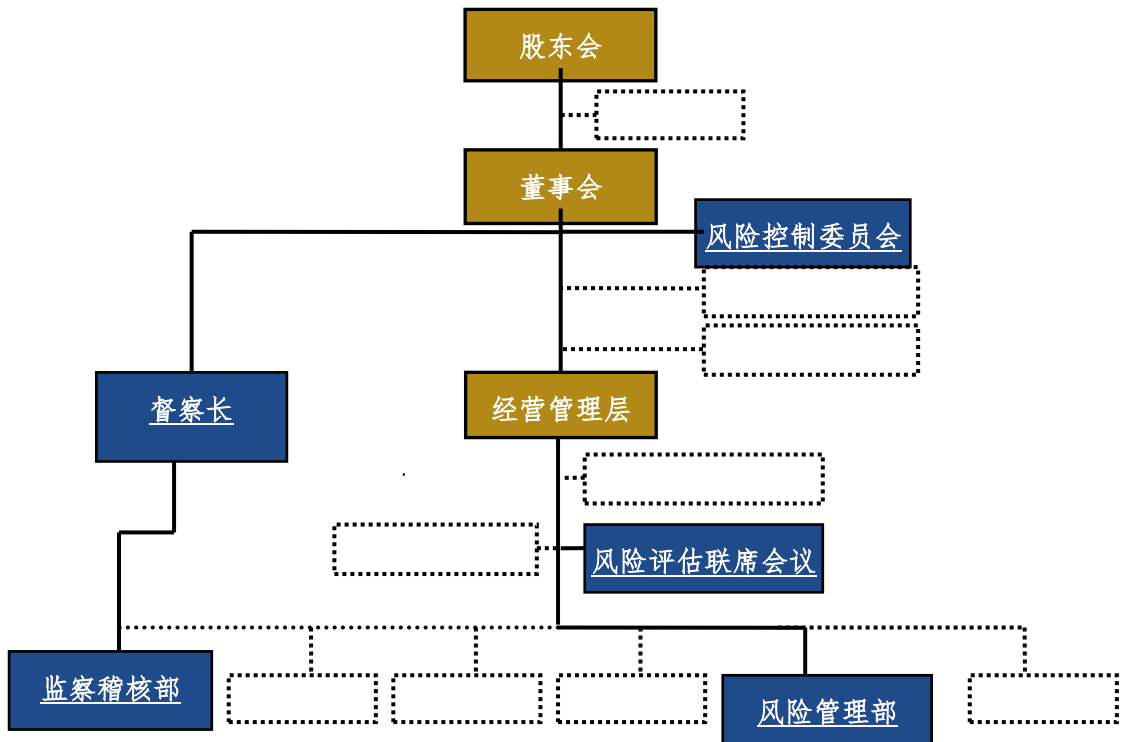 股东会
董事会
风险控制委员会
督察长
经营管理层
风险评估联席会议
监察稽核部
风险管理部